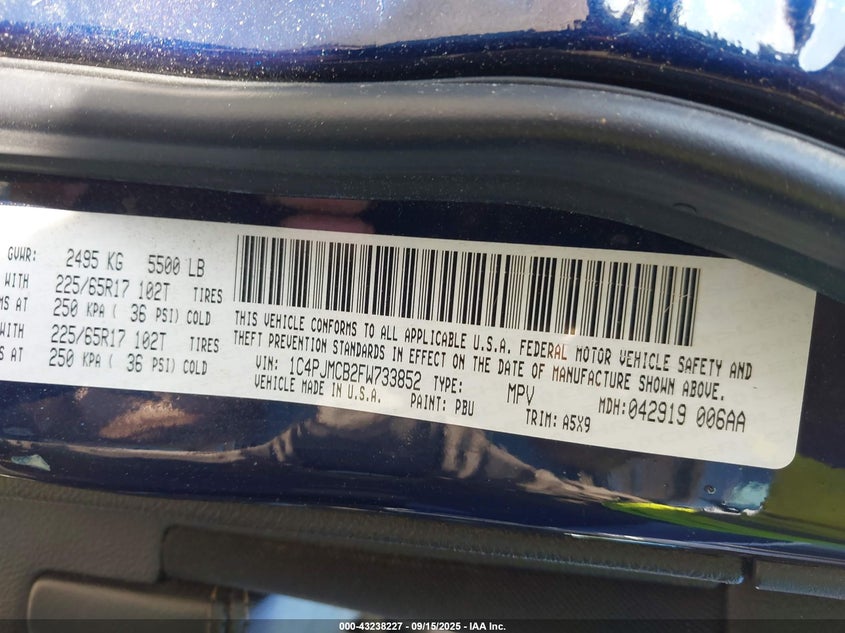 GVWR: 2495 KG 5500 LB
WITH 225/65R17 102T TIRES
MS AT 250 KPA ( 36 PSI) COLD
WITH 225/65R17 102T TIRES
S AT 250 KPA ( 36 PSI) COLD
THIS VEHICLE CONFORMS TO ALL APPLICABLE U.S.A. FEDERAL MOTOR VEHICLE SAFETY AND
THEFT PREVENTION STANDARDS IN EFFECT ON THE DATE OF MANUFACTURE SHOWN ABOVE.
VIN: 1C4PJMCB2FW733852 TYPE: MPV MDH:042919 006AA
VEHICLE MADE IN U.S.A. PAINT: PBU TRIM: A5X9
000-43238227 - 09/15/2025 - IAA Inc.